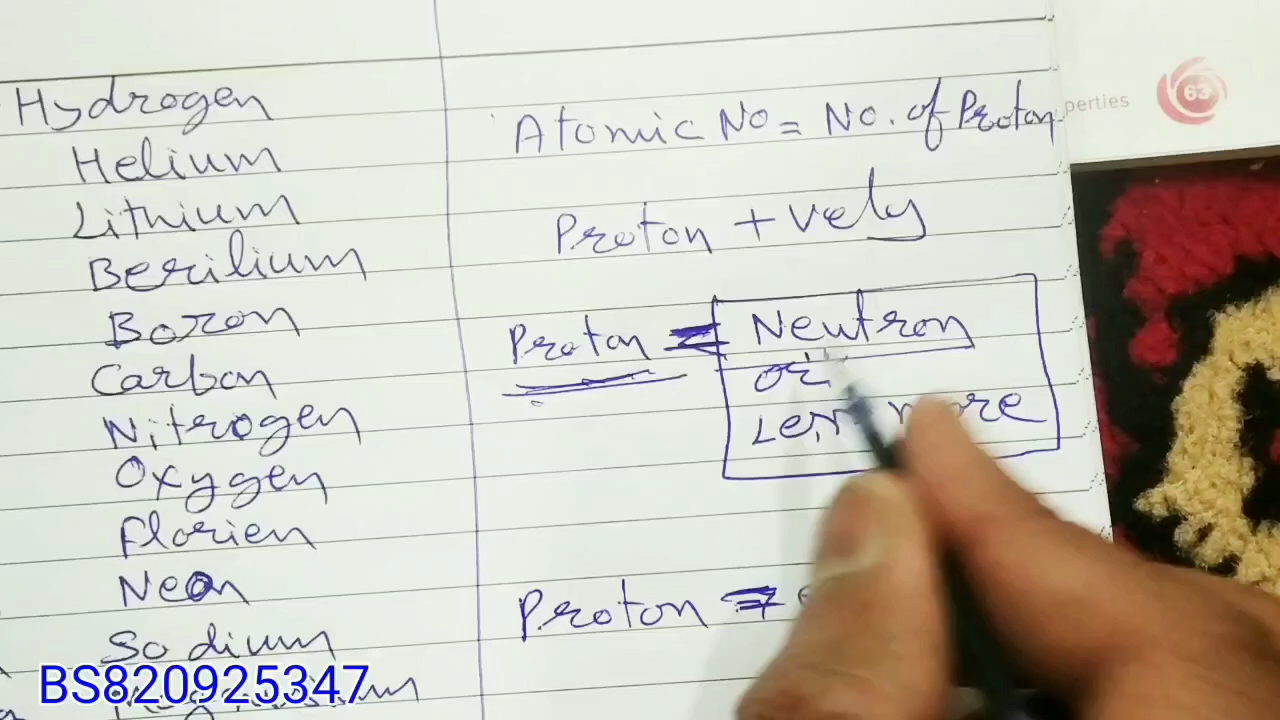 Hydrogen
Helium
Lithium
Berilium
Boron
Carbon
Nitrogen
Oxygen
Florien
Neon
Sodium
Atomic No = No. of Proton
Proton +vely
Proton = Neutron
or
Less more
Proton =
perties
63
BS820925347